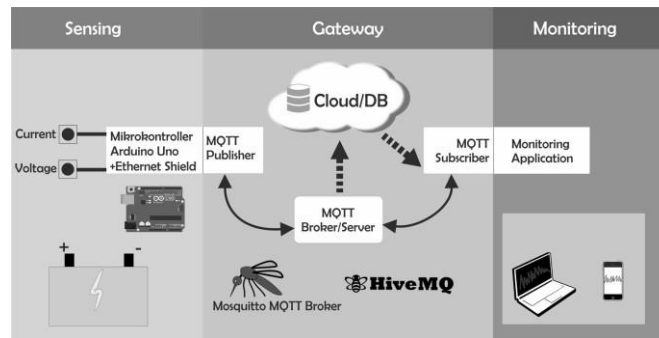 Sensing
Gateway
Monitoring
Cloud/DB
Current
Voltage
Mikrokontroller
Arduino Uno
+Ethernet Shield
MQTT
Publisher
MQTT
Subscriber
Monitoring
Application
MQTT
Broker/Server
+ -
Mosquitto MQTT Broker
HiveMQ